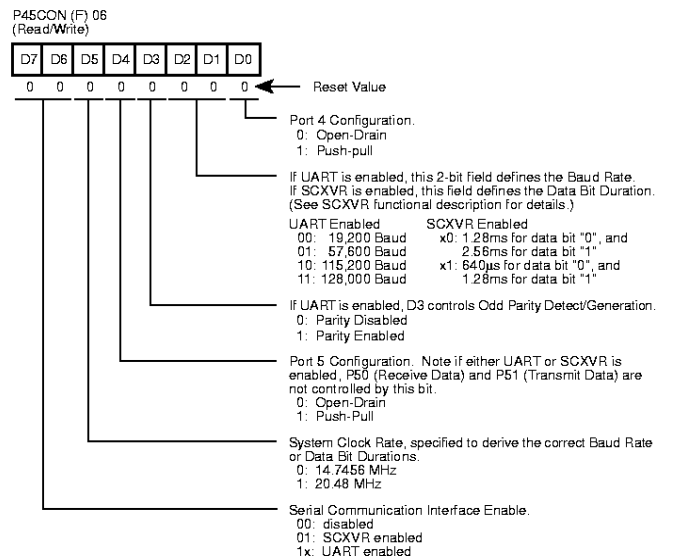 P45CON (F) 06
(Read/Write)
D7 D6 D5 D4 D3 D2 D1 D0
0 0 0 0 0 0 0 0 Reset Value
Port 4 Configuration.
0: Open-Drain
1: Push-pull
If UART is enabled, this 2-bit field defines the Baud Rate.
If SCXVR is enabled, this field defines the Data Bit Duration.
(See SCXVR functional description for details.)
UART Enabled SCXVR Enabled
00: 19,200 Baud x0: 1.28ms for data bit "0", and
01: 57,600 Baud 2.56ms for data bit "1"
10: 115,200 Baud x1: 640µs for data bit "0", and
11: 128,000 Baud 1.28ms for data bit "1"
If UART is enabled, D3 controls Odd Parity Detect/Generation.
0: Parity Disabled
1: Parity Enabled
Port 5 Configuration. Note if either UART or SCXVR is
enabled, P50 (Receive Data) and P51 (Transmit Data) are
not controlled by this bit.
0: Open-Drain
1: Push-Pull
System Clock Rate, specified to derive the correct Baud Rate
or Data Bit Durations.
0: 14.7456 MHz
1: 20.48 MHz
Serial Communication Interface Enable.
00: disabled
01: SCXVR enabled
1x: UART enabled